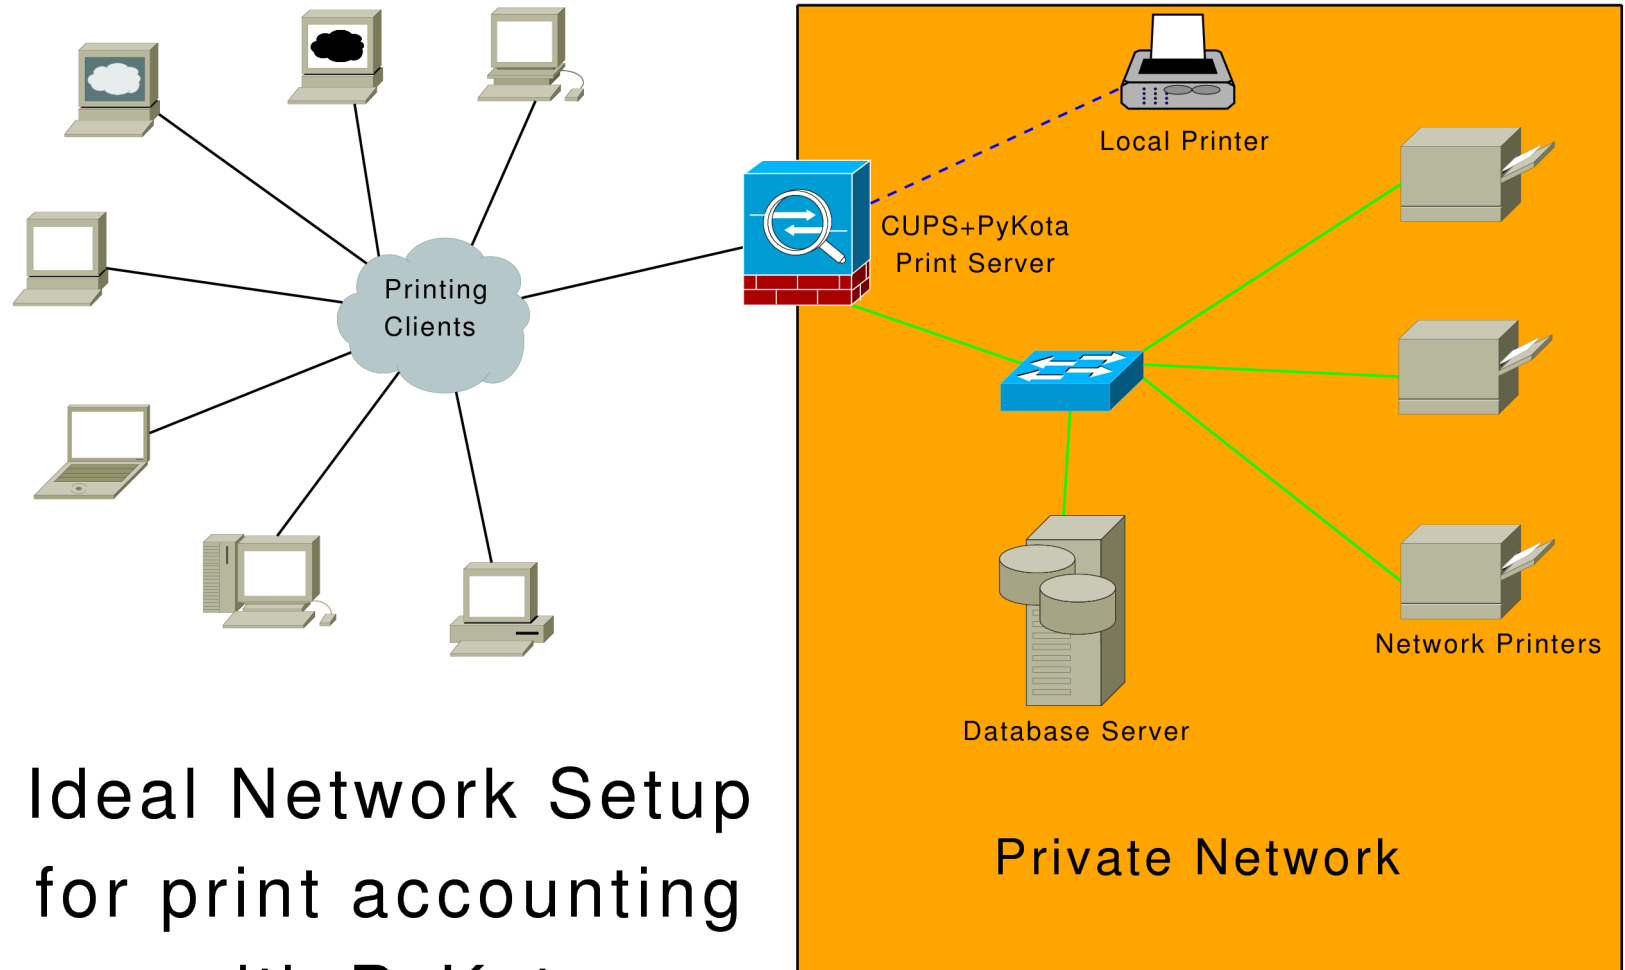 Local Printer
CUPS+PyKota
Print Server
Printing
Clients
Network Printers
Database Server
Ideal Network Setup
for print accounting
Private Network